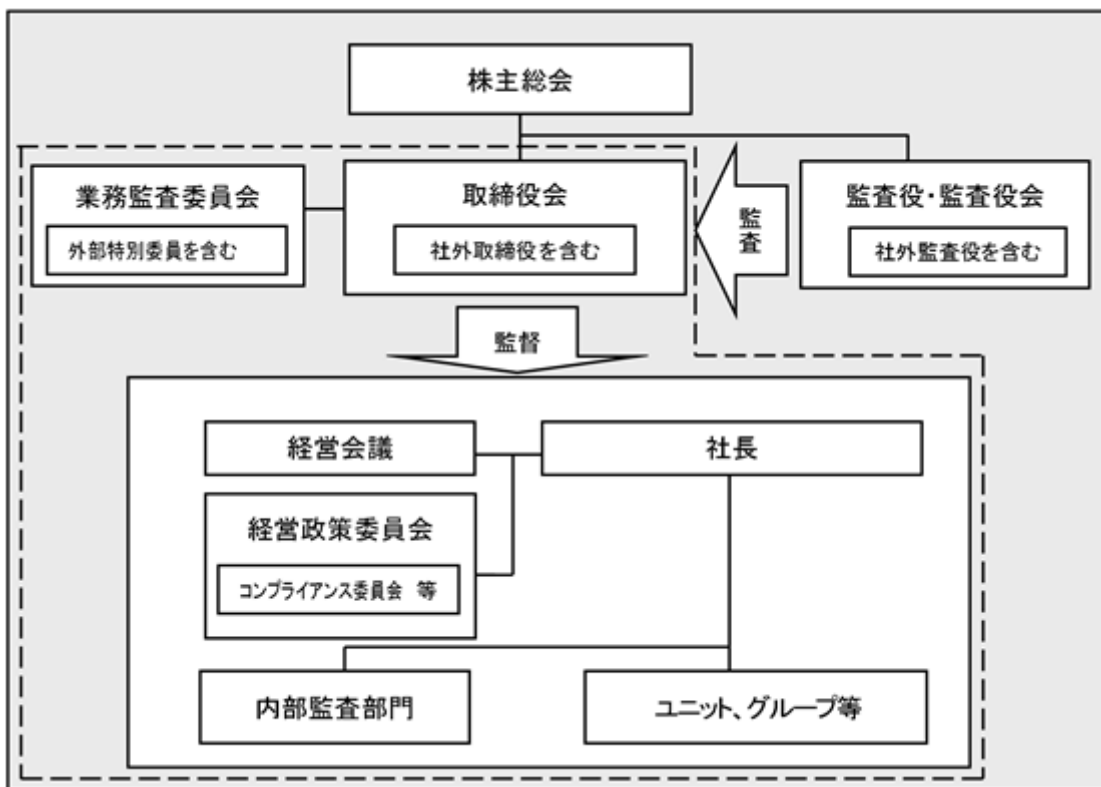 株主総会
業務監査委員会
外部特別委員を含む
取締役会
社外取締役を含む
監査
監査役・監査役会
社外監査役を含む
監督
経営会議
社長
経営政策委員会
コンプライアンス委員会 等
内部監査部門
ユニット、グループ等